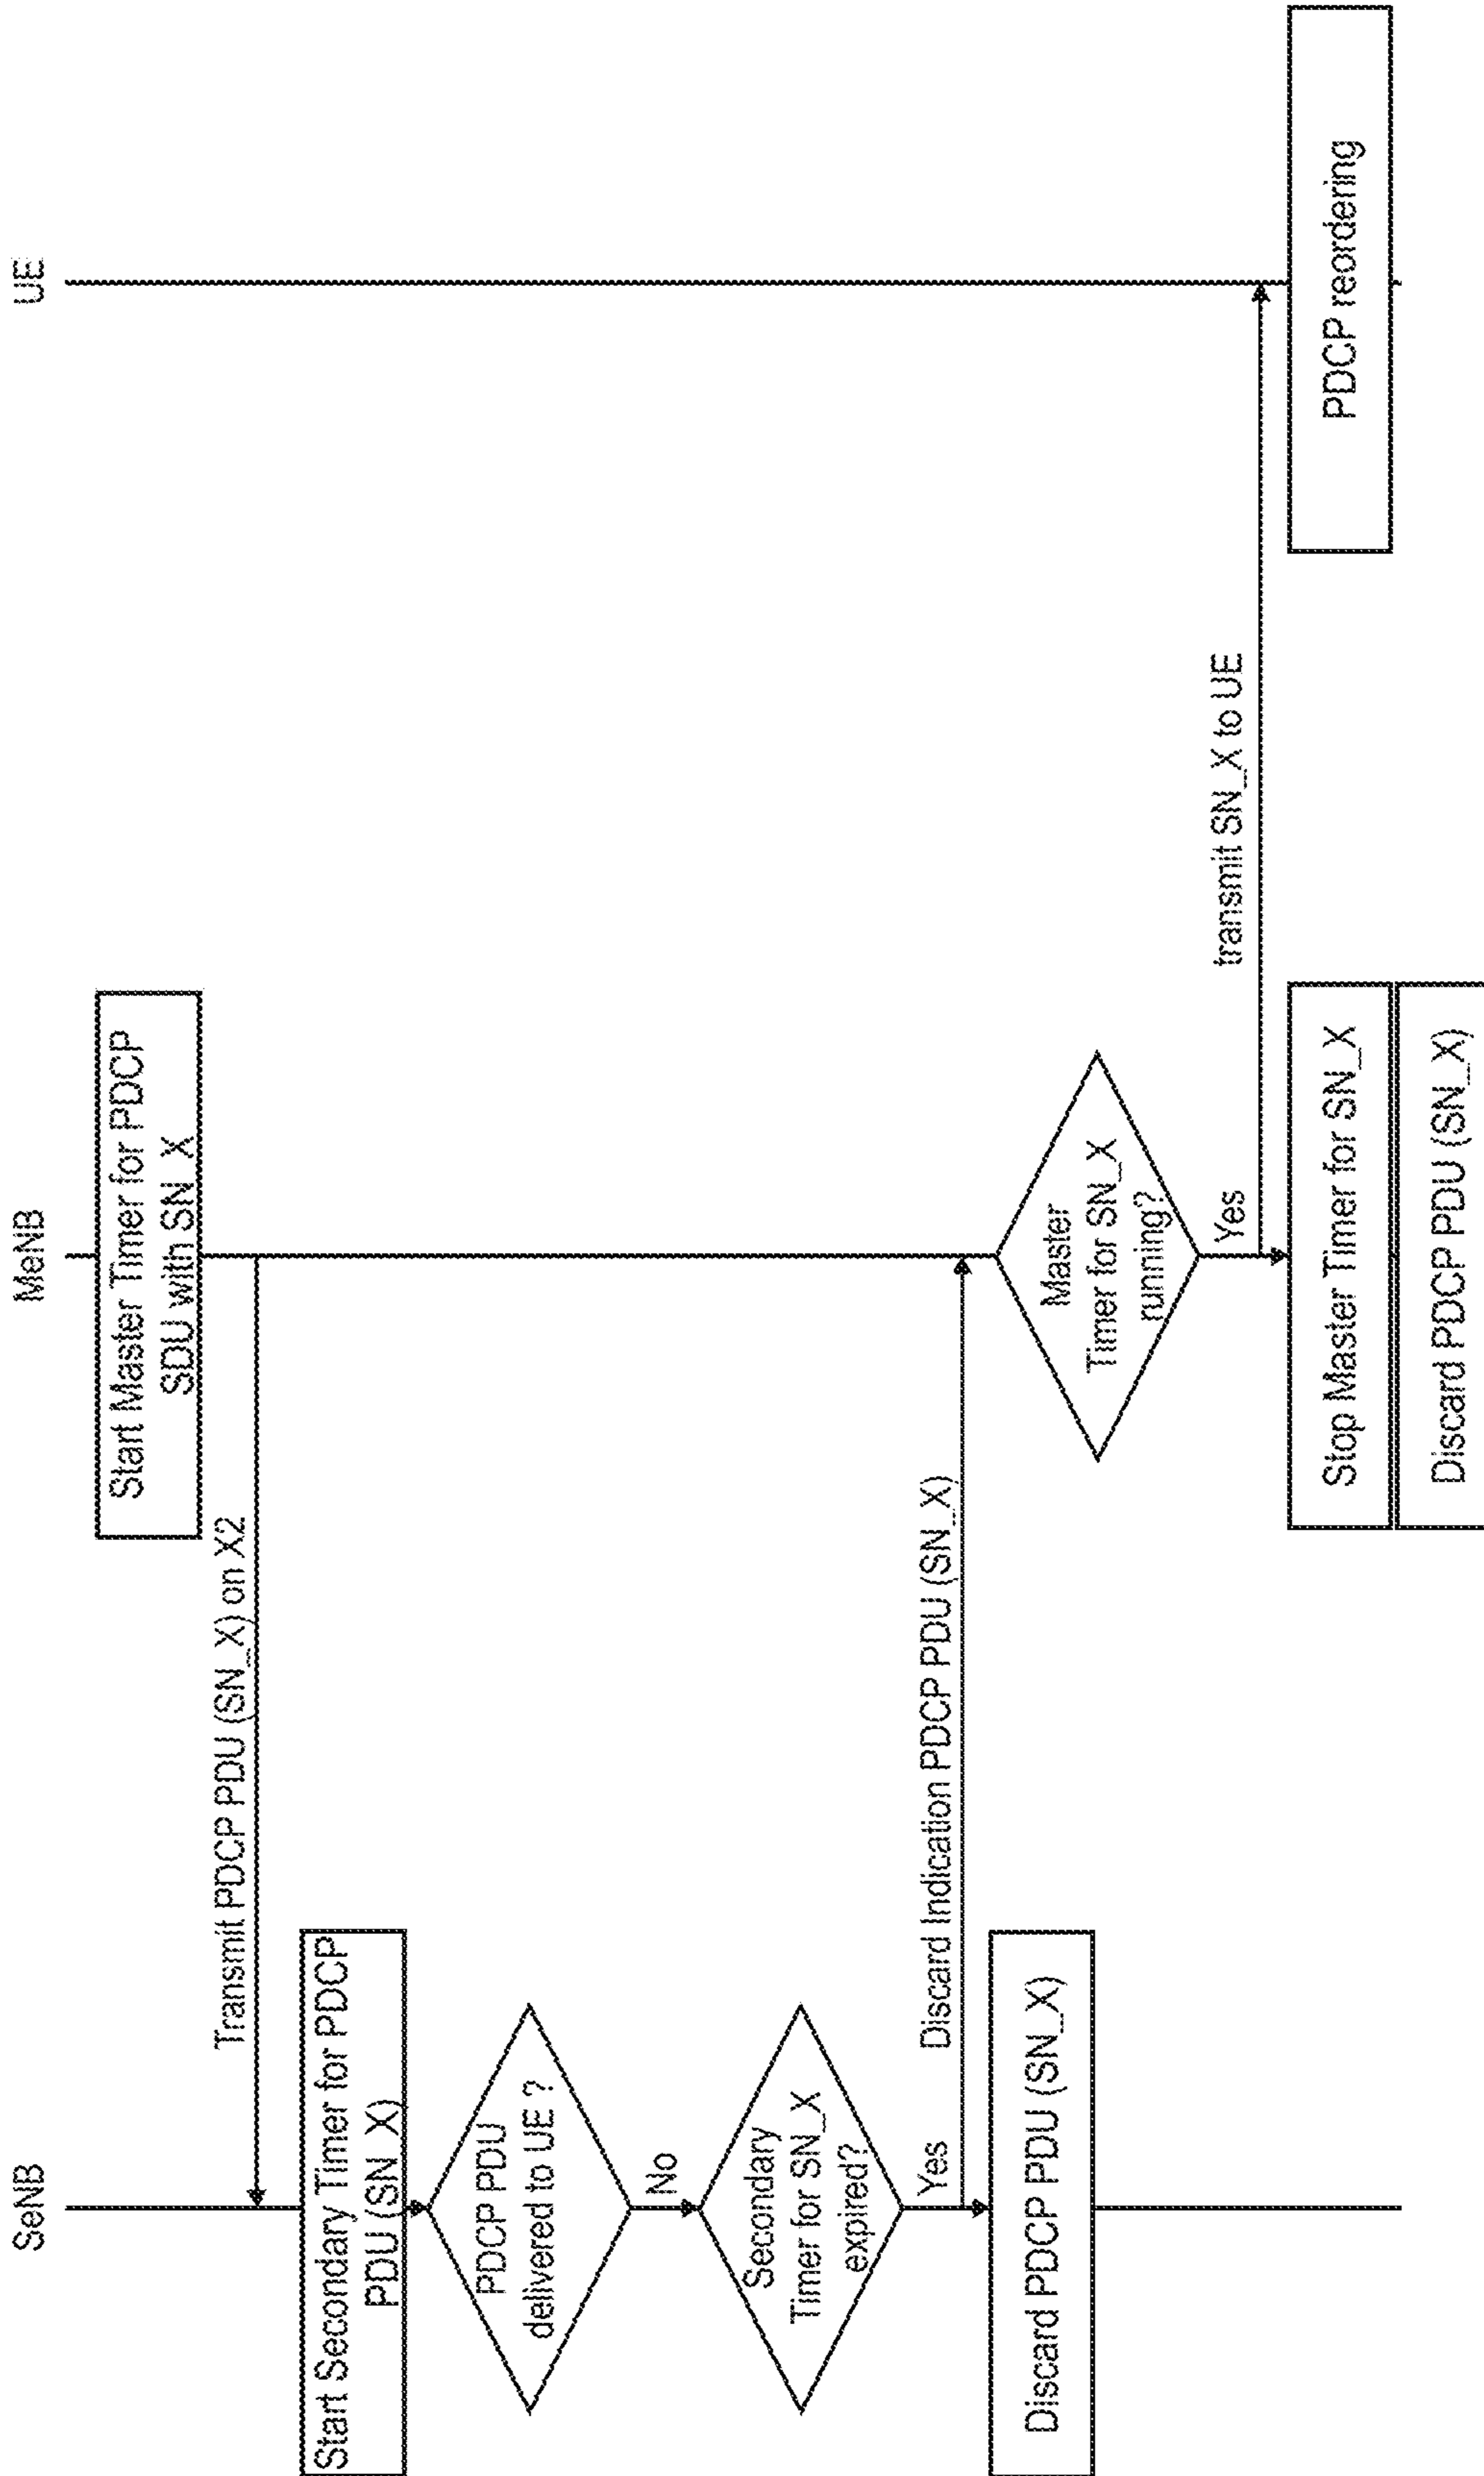 SeNB
MeNB
UE
Start Master Timer for PDCP
SDU with SN_X
Transmit PDCP PDU (SN_X) on X2
Start Secondary Timer for PDCP
PDU (SN_X)
PDCP PDU
delivered to UE ?
No
Secondary
Timer for SN_X
expired?
Yes
Discard Indication PDCP PDU (SN_X)
Discard PDCP PDU (SN_X)
Master
Timer for SN_X
running?
Yes
transmit SN_X to UE
Stop Master Timer for SN_X
Discard PDCP PDU (SN_X)
PDCP reordering